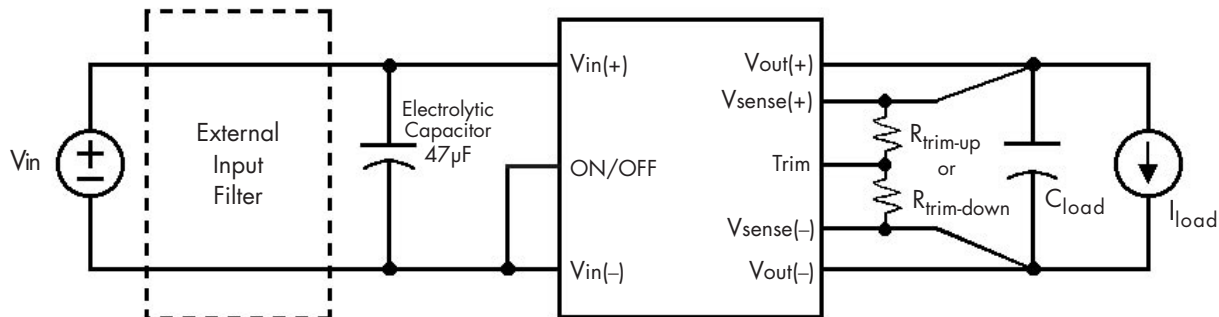 Vin
External
Input
Filter
Electrolytic
Capacitor
47µF
Vin(+)
ON/OFF
Vin(–)
Vout(+)
Vsense(+)
Trim
Vsense(–)
Vout(–)
Rtrim-up
or
Rtrim-down
Cload
Iload